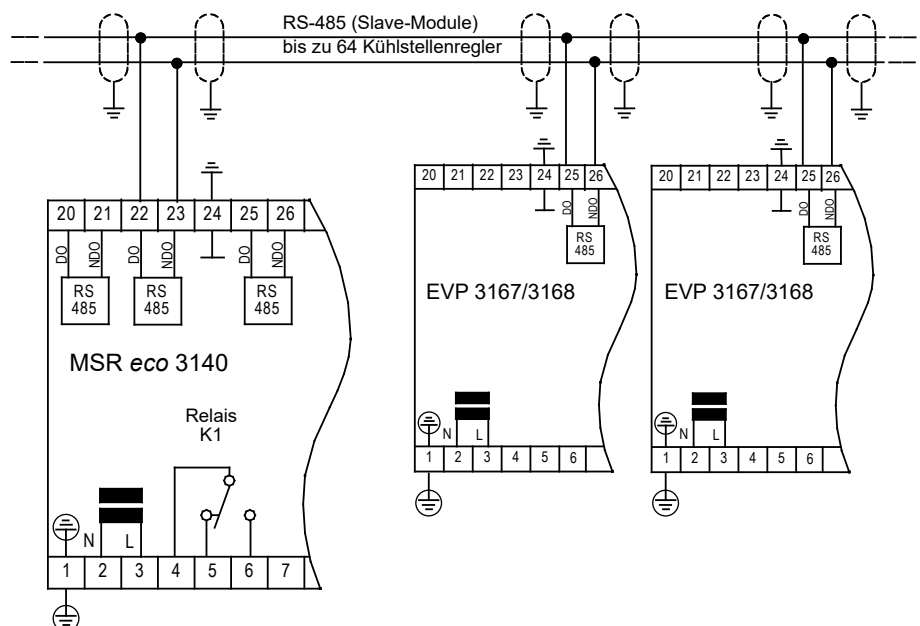 RS-485 (Slave-Module)
bis zu 64 Kühlstellenregler
20 21 22 23 24 25 26
DO NDO DO NDO DO NDO
RS 485 RS 485 RS 485
MSR eco 3140
Relais
K1
N L
1 2 3 4 5 6 7
20 21 22 23 24 25 26
DO NDO
RS
485
EVP 3167/3168
N L
1 2 3 4 5 6
20 21 22 23 24 25 26
DO NDO
RS
485
EVP 3167/3168
N L
1 2 3 4 5 6